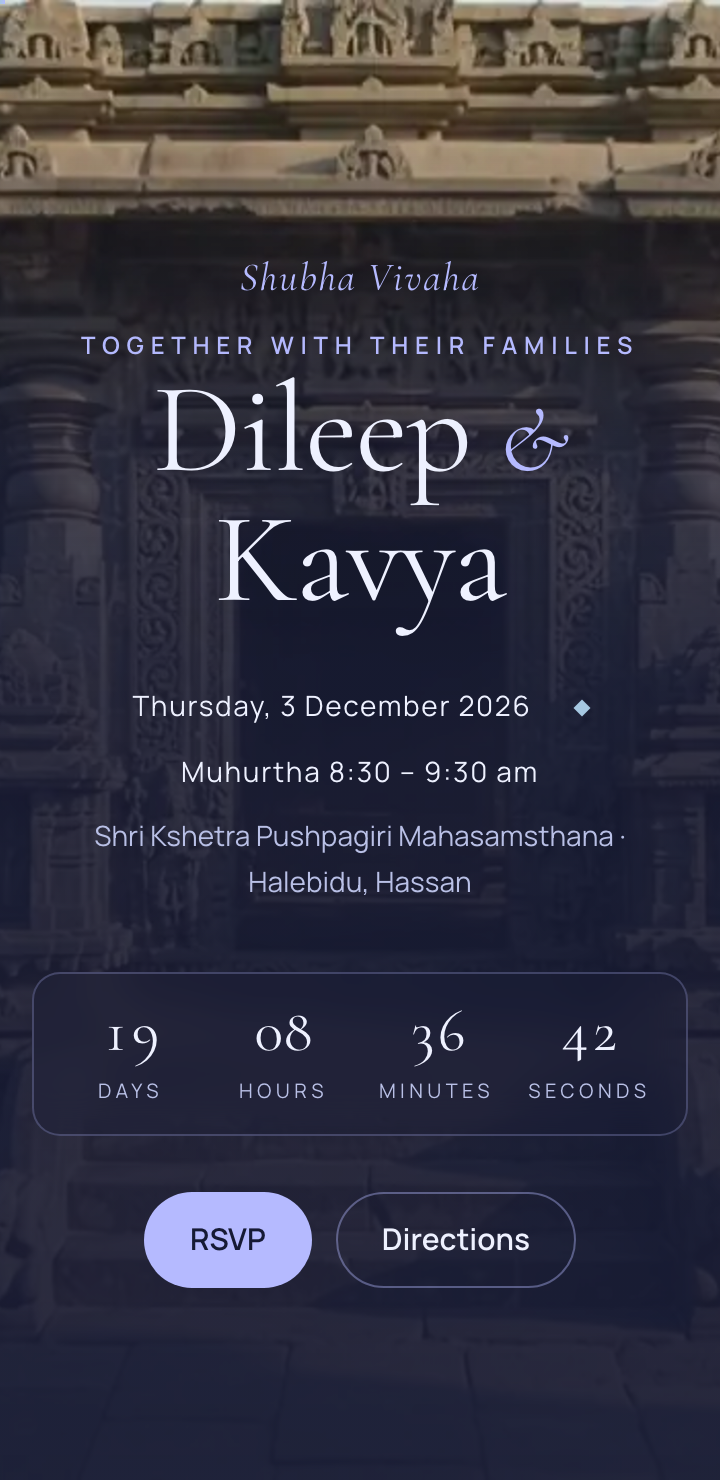 Shubha Vivaha
TOGETHER WITH THEIR FAMILIES
Dileep &
Kavya
Thursday, 3 December 2026 ◆
Muhurtha 8:30 – 9:30 am
Shri Kshetra Pushpagiri Mahasamsthana ·
Halebidu, Hassan
19 08 36 42
DAYS HOURS MINUTES SECONDS
RSVP Directions